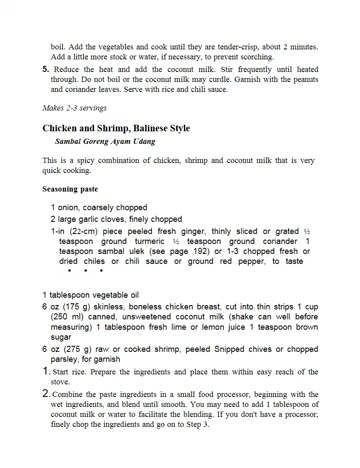 boil. Add the vegetables and cook until they are tender-crisp, about 2 minutes.
Add a little more stock or water, if necessary, to prevent scorching.
5. Reduce the heat and add the coconut milk. Stir frequently until heated
through. Do not boil or the coconut milk may curdle. Garnish with the peanuts
and coriander leaves. Serve with rice and chili sauce.
Makes 2-3 servings
Chicken and Shrimp, Balinese Style
Sambal Goreng Ayam Udang
This is a spicy combination of chicken, shrimp and coconut milk that is very
quick cooking.
Seasoning paste
1 onion, coarsely chopped
2 large garlic cloves, finely chopped
1-in (22-cm) piece peeled fresh ginger, thinly sliced or grated ½
teaspoon ground turmeric ½ teaspoon ground coriander 1
teaspoon sambal ulek (see page 192) or 1-3 chopped fresh or
dried chiles or chili sauce or ground red pepper, to taste
* * *
1 tablespoon vegetable oil
6 oz (175 g) skinless, boneless chicken breast, cut into thin strips 1 cup
(250 ml) canned, unsweetened coconut milk (shake can well before
measuring) 1 tablespoon fresh lime or lemon juice 1 teaspoon brown
sugar
6 oz (275 g) raw or cooked shrimp, peeled Snipped chives or chopped
parsley, for garnish
1. Start rice. Prepare the ingredients and place them within easy reach of the
stove.
2. Combine the paste ingredients in a small food processor, beginning with the
wet ingredients, and blend until smooth. You may need to add 1 tablespoon of
coconut milk or water to facilitate the blending. If you don't have a processor,
finely chop the ingredients and go on to Step 3.